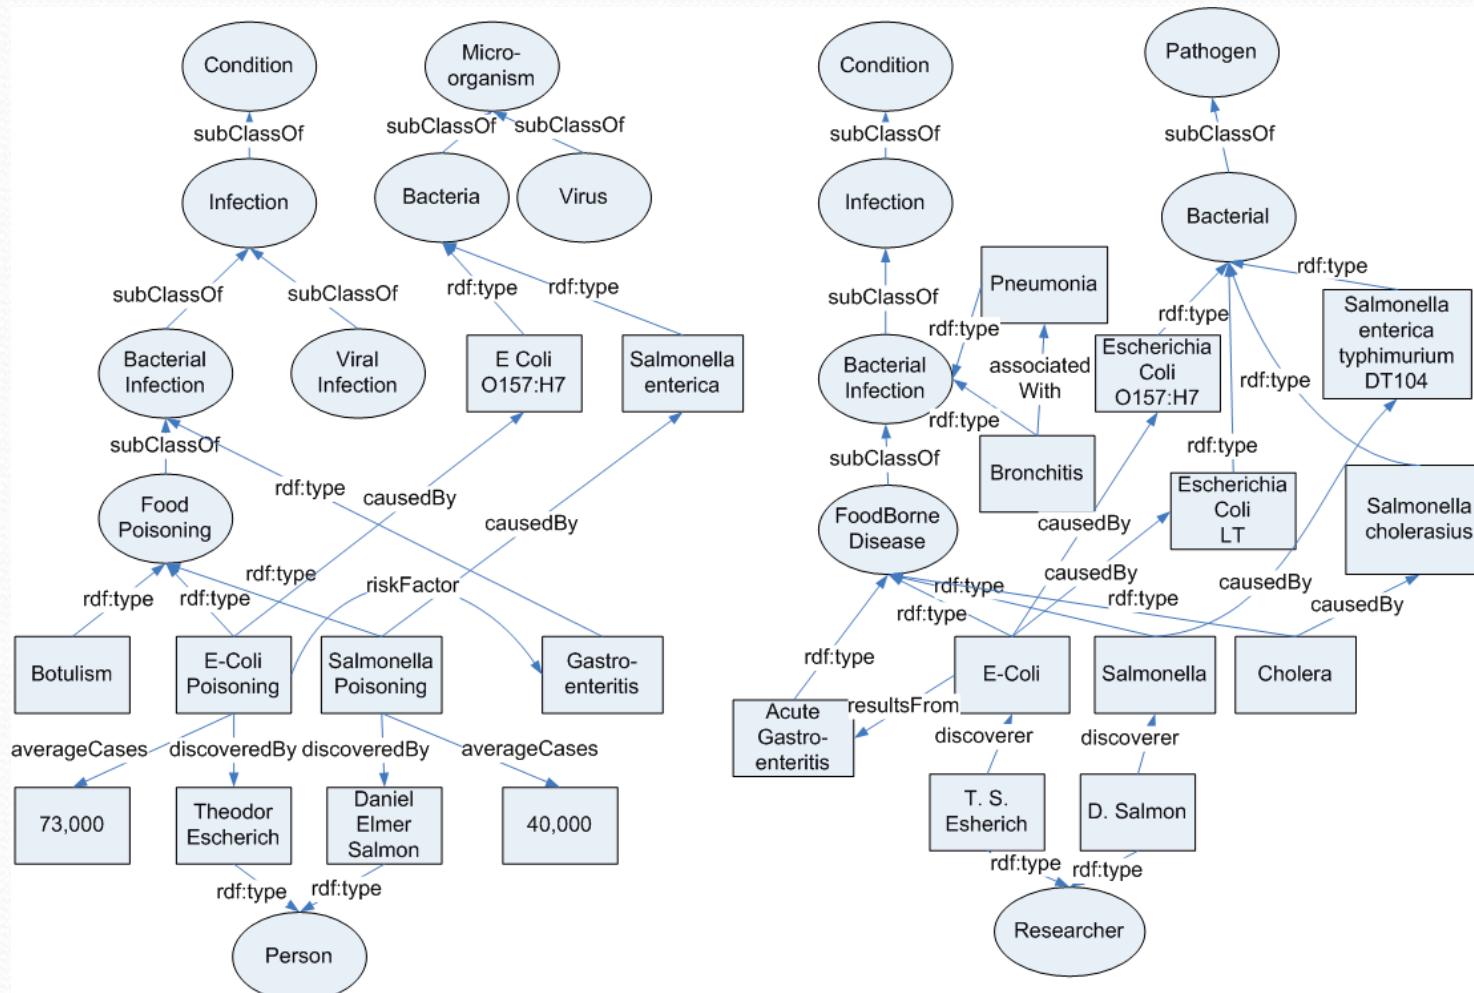 Condition
Micro-
organism
Condition
Pathogen
subClassOf
subClassOf
subClassOf
subClassOf
subClassOf
Infection
Bacteria
Virus
Infection
Bacterial
rdf:type
rdf:type
subClassOf
subClassOf
subClassOf
Pneumonia
rdf:type
rdf:type
rdf:type
Salmonella
enterica
typhimurium
DT104
Bacterial
Infection
Viral
Infection
E Coli
O157:H7
Salmonella
enterica
Bacterial
Infection
associated
With
Escherichia
Coli
O157:H7
rdf:type
rdf:type
rdf:type
subClassOf
subClassOf
Bronchitis
Food
Poisoning
rdf:type
causedBy
causedBy
FoodBorne
Disease
causedBy
Escherichia
Coli
LT
Salmonella
cholerasius
rdf:type
rdf:type
rdf:type
riskFactor
causedBy
causedBy
causedBy
rdf:type
rdf:type
rdf:type
Botulism
E-Coli
Poisoning
Salmonella
Poisoning
Gastro-
enteritis
rdf:type
E-Coli
Salmonella
Cholera
resultsFrom
Acute
Gastro-
enteritis
averageCases
discoveredBy
discoveredBy
averageCases
discoverer
discoverer
73,000
Theodor
Escherich
Daniel
Elmer
Salmon
40,000
T. S.
Esherich
D. Salmon
rdf:type
rdf:type
rdf:type
rdf:type
Person
Researcher